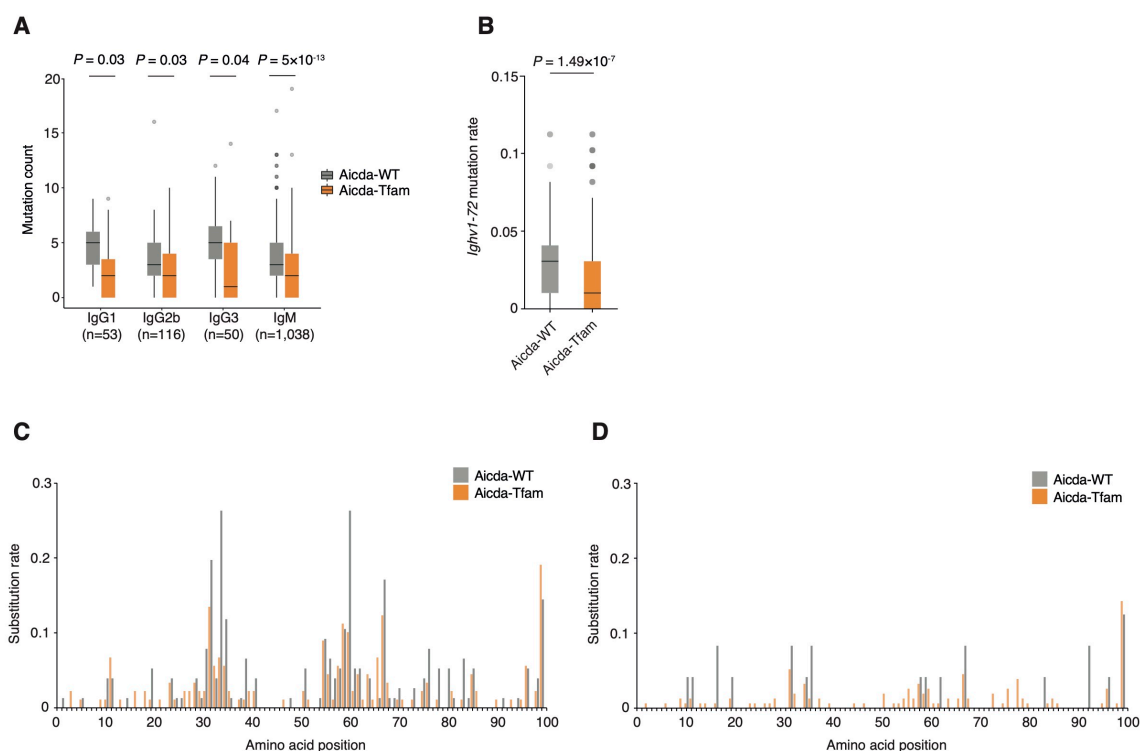 A
P = 0.03 P = 0.03 P = 0.04 P = 5×10⁻¹³
20
15
10
5
0
Mutation count
IgG1 IgG2b IgG3 IgM
(n=53) (n=116) (n=50) (n=1,038)
Aicda-WT
Aicda-Tfam
B
P = 1.49×10⁻⁷
0.15
0.1
0.05
0
Ighv1-72 mutation rate
Aicda-WT
Aicda-Tfam
C
Aicda-WT
Aicda-Tfam
0.3
0.2
0.1
0
Substitution rate
0 10 20 30 40 50 60 70 80 90 100
Amino acid position
D
Aicda-WT
Aicda-Tfam
0.3
0.2
0.1
0
Substitution rate
0 10 20 30 40 50 60 70 80 90 100
Amino acid position